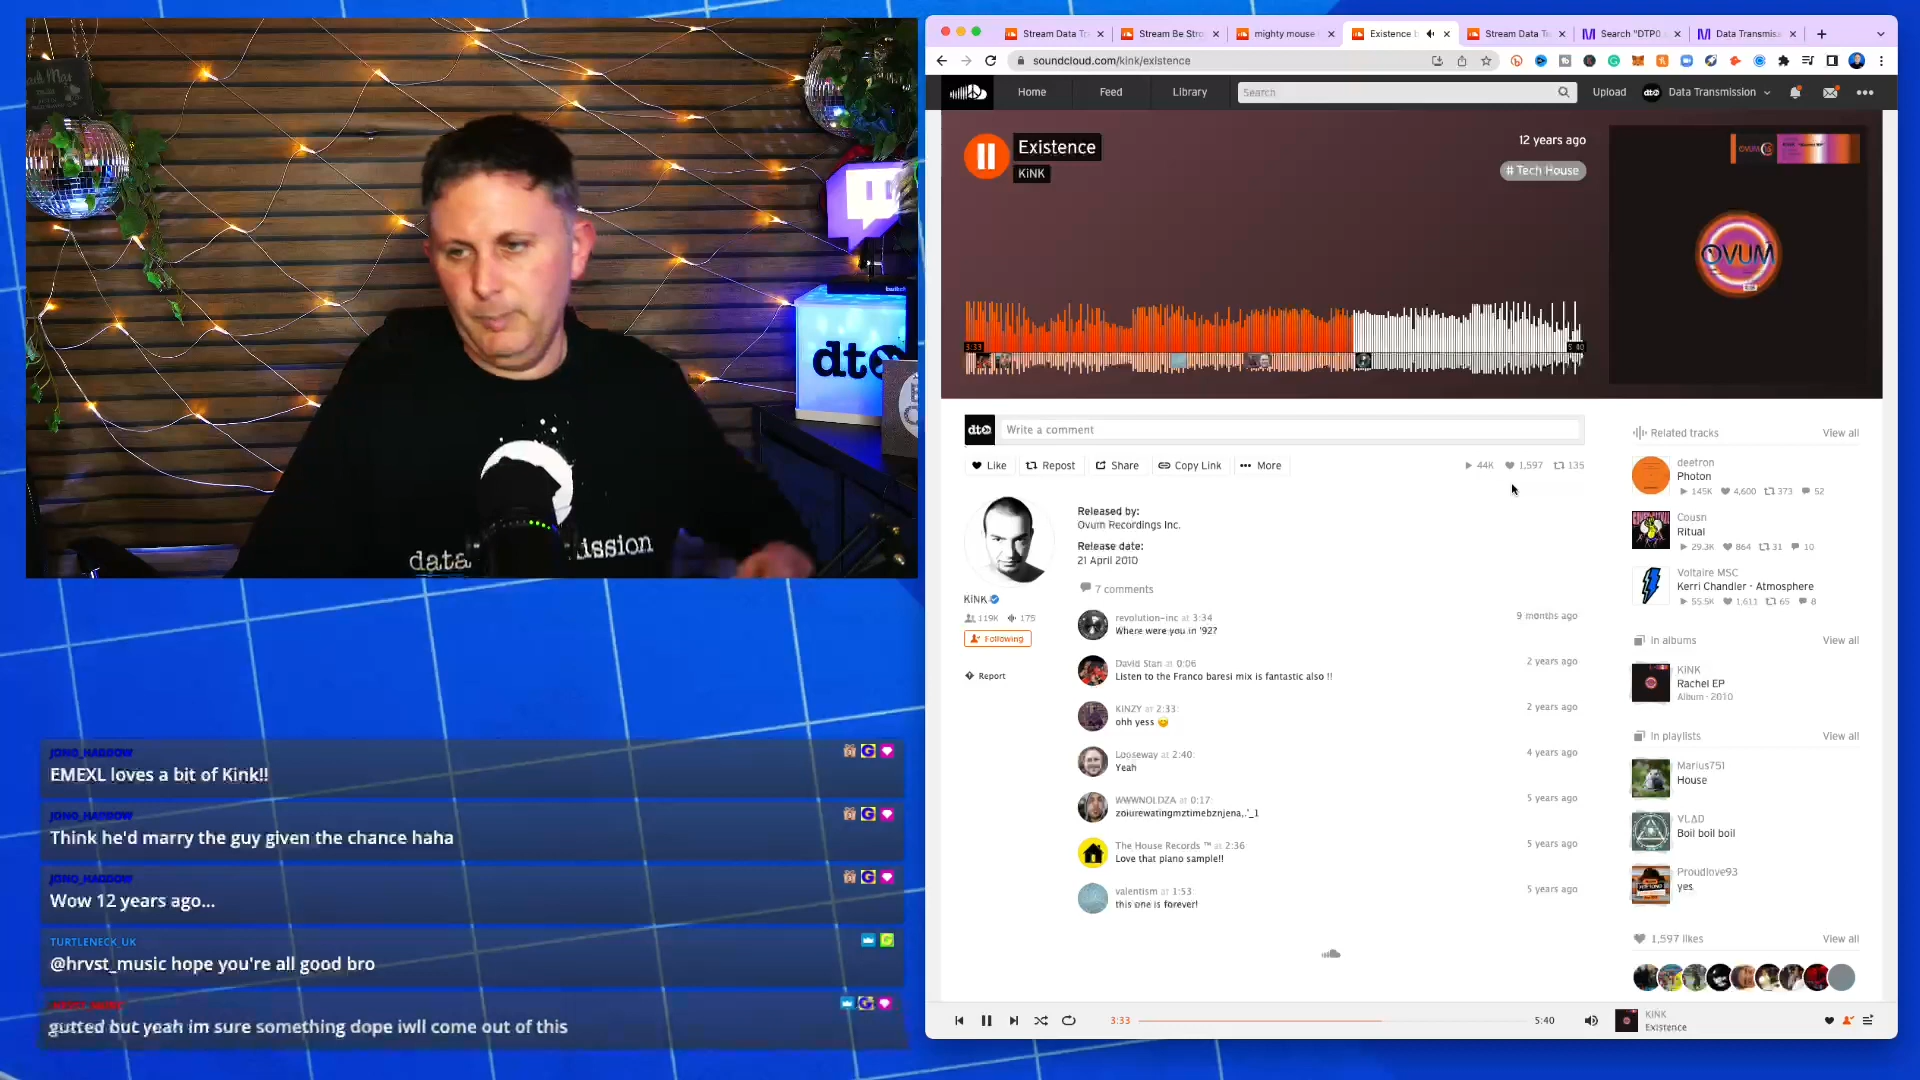 dt
data
ission
JONO_HADDOW
EMEXL loves a bit of Kink!!
JONO_HADDOW
Think he'd marry the guy given the chance haha
JONO_HADDOW
Wow 12 years ago...
TURTLENECK_UK
@hrvst_music hope you're all good bro
gutted but yeah im sure something dope iwll come out of this
Stream Data Tr
Stream Be Stro
mighty mouse
Existence b
Stream Data Tr
Search "DTP0
Data Transmis
soundcloud.com/kink/existence
Home
Feed
Library
Search
Upload
Data Transmission
Existence
KiNK
12 years ago
# Tech House
OVUM
3:33
5:40
Write a comment
Like
Repost
Share
Copy Link
More
44K
1,597
135
Released by:
Ovum Recordings Inc.
Release date:
21 April 2010
7 comments
KiNK
119K
175
Following
Report
revolution-inc at 3:34
Where were you in '92?
9 months ago
David Stan at 0:06
Listen to the Franco baresi mix is fantastic also !!
2 years ago
KINZY at 2:33:
ohh yess 😋
2 years ago
Looseway at 2:40:
Yeah
4 years ago
WWWNOLDZA at 0:17:
zoiurewatingmztimebznjena,.'_1
5 years ago
The House Records ™ at 2:36
Love that piano sample!!
5 years ago
valentism at 1:53:
this one is forever!
5 years ago
Related tracks
View all
deetron
Photon
145K
4,600
373
52
Cousn
Ritual
29.3K
864
31
10
Voltaire MSC
Kerri Chandler - Atmosphere
55.5K
1,611
65
8
In albums
View all
KiNK
Rachel EP
Album · 2010
In playlists
View all
Marius751
House
VLΔD
Boil boil boil
Proudlove93
yes
1,597 likes
View all
3:33
5:40
KiNK
Existence